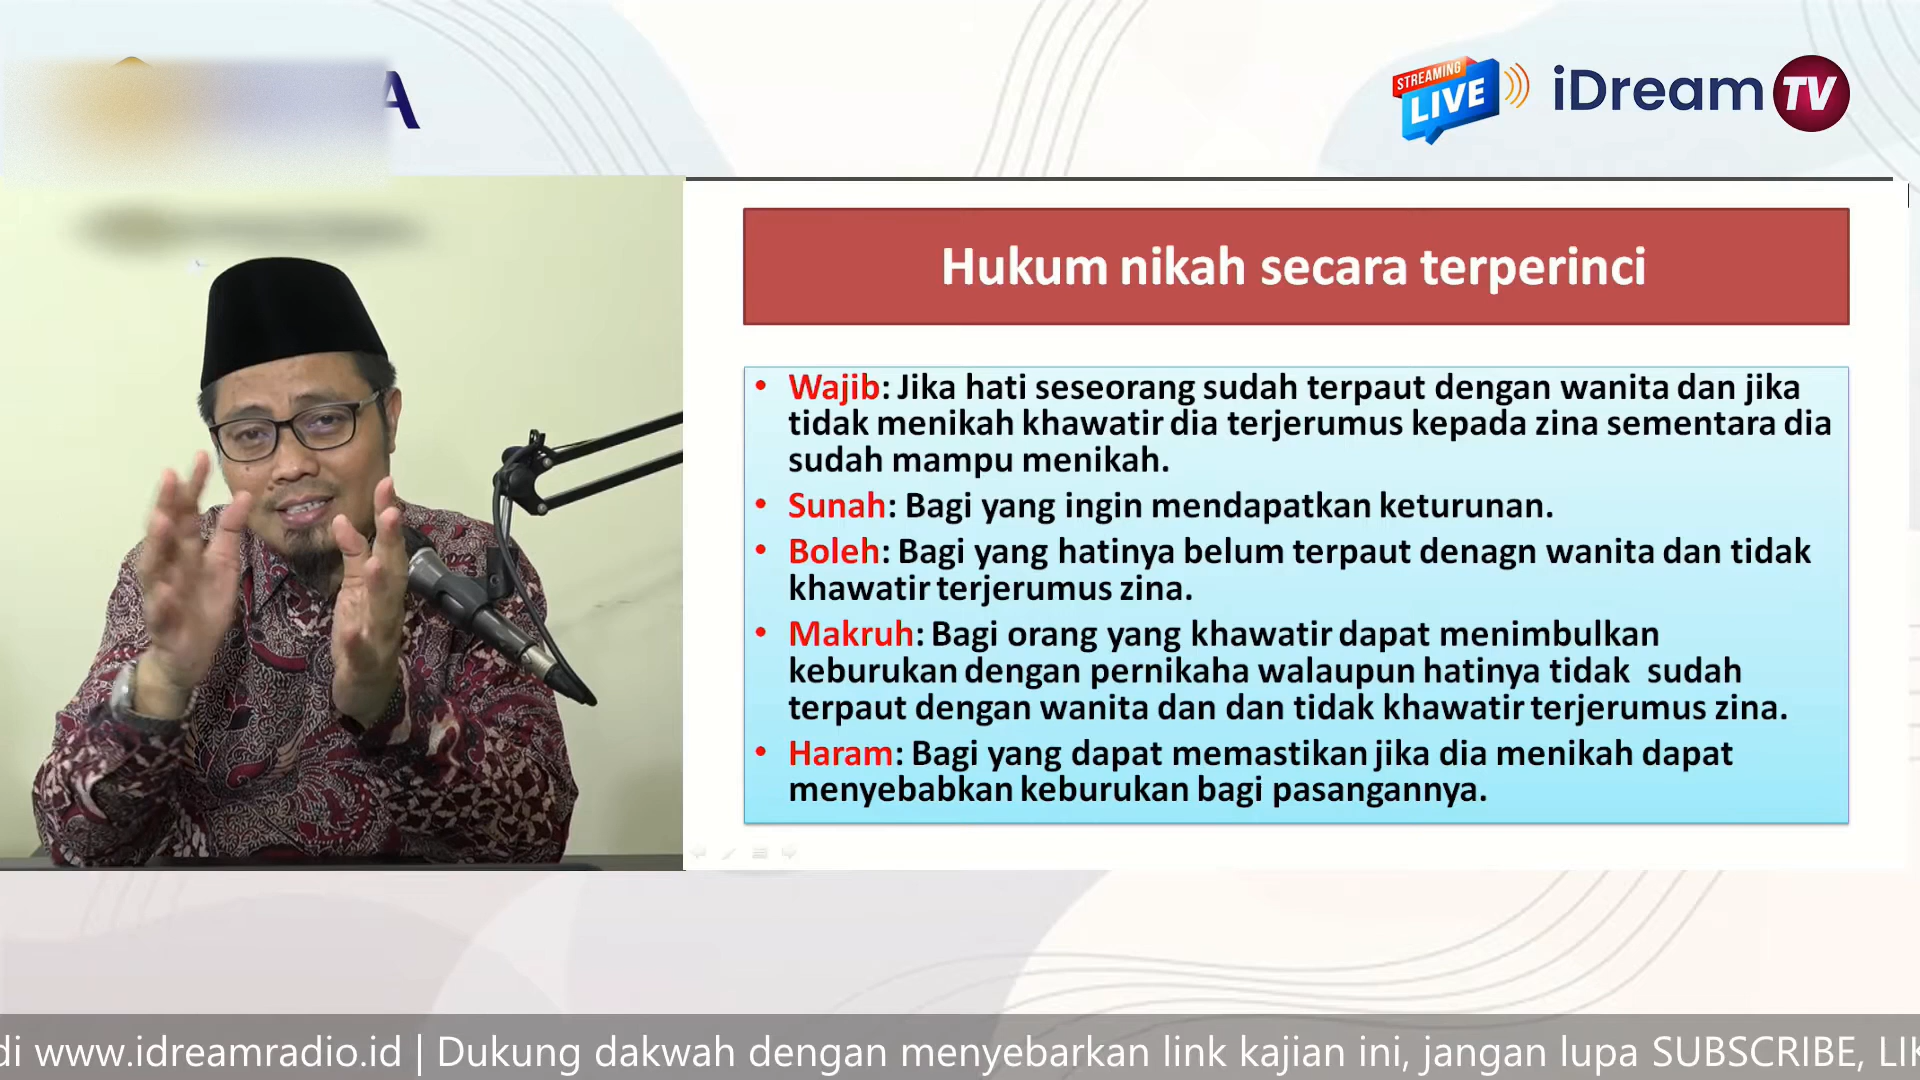 A
STREAMING
LIVE
iDream TV
Hukum nikah secara terperinci
• Wajib: Jika hati seseorang sudah terpaut dengan wanita dan jika
tidak menikah khawatir dia terjerumus kepada zina sementara dia
sudah mampu menikah.
• Sunah: Bagi yang ingin mendapatkan keturunan.
• Boleh: Bagi yang hatinya belum terpaut denagn wanita dan tidak
khawatir terjerumus zina.
• Makruh: Bagi orang yang khawatir dapat menimbulkan
keburukan dengan pernikaha walaupun hatinya tidak  sudah
terpaut dengan wanita dan dan tidak khawatir terjerumus zina.
• Haram: Bagi yang dapat memastikan jika dia menikah dapat
menyebabkan keburukan bagi pasangannya.
di www.idreamradio.id | Dukung dakwah dengan menyebarkan link kajian ini, jangan lupa SUBSCRIBE, LIK